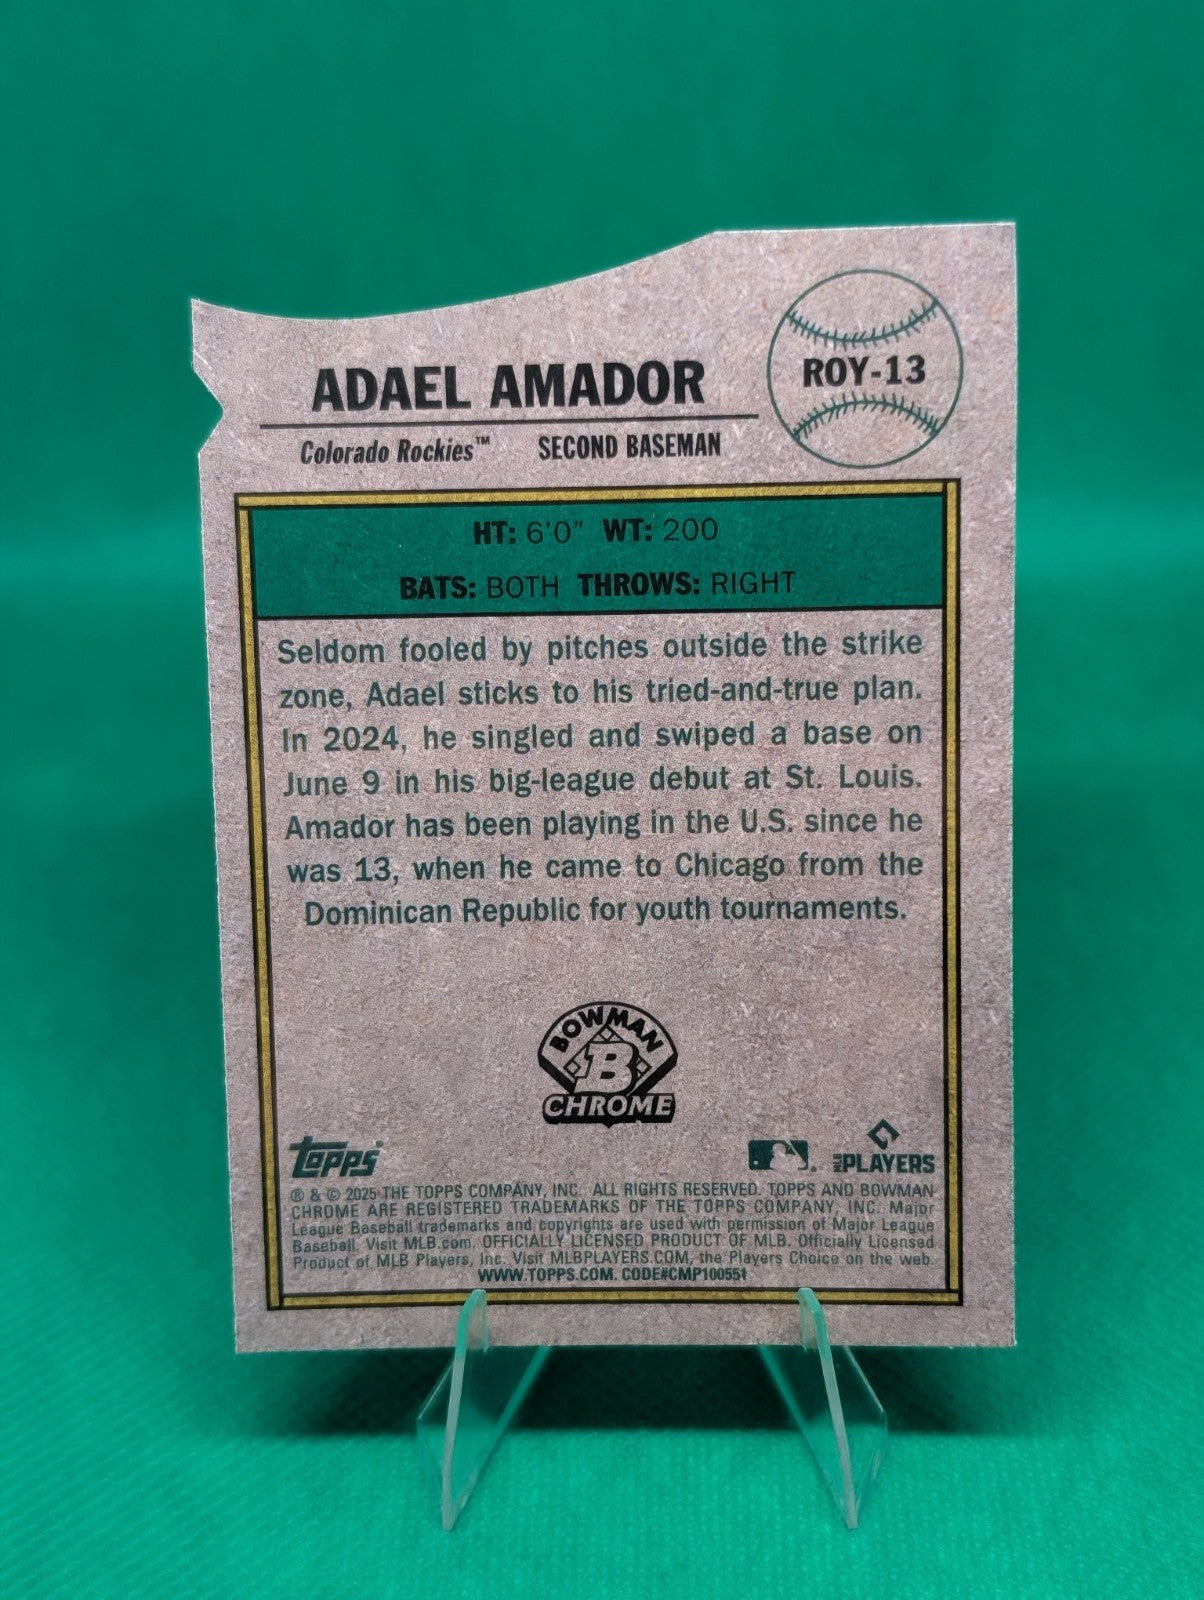 ADAEL AMADOR
ROY-13
Colorado Rockies™ SECOND BASEMAN
HT: 6'0" WT: 200
BATS: BOTH THROWS: RIGHT
Seldom fooled by pitches outside the strike
zone, Adael sticks to his tried-and-true plan.
In 2024, he singled and swiped a base on
June 9 in his big-league debut at St. Louis.
Amador has been playing in the U.S. since he
was 13, when he came to Chicago from the
Dominican Republic for youth tournaments.
BOWMAN
B
CHROME
topps
MLB PLAYERS
® & © 2025 THE TOPPS COMPANY, INC. ALL RIGHTS RESERVED. TOPPS AND BOWMAN
CHROME ARE REGISTERED TRADEMARKS OF THE TOPPS COMPANY, INC. Major
League Baseball trademarks and copyrights are used with permission of Major League
Baseball. Visit MLB.com. OFFICIALLY LICENSED PRODUCT OF MLB. Officially Licensed
Product of MLB Players, Inc. Visit MLBPLAYERS.COM, the Players Choice on the web.
WWW.TOPPS.COM. CODE#CMP100551